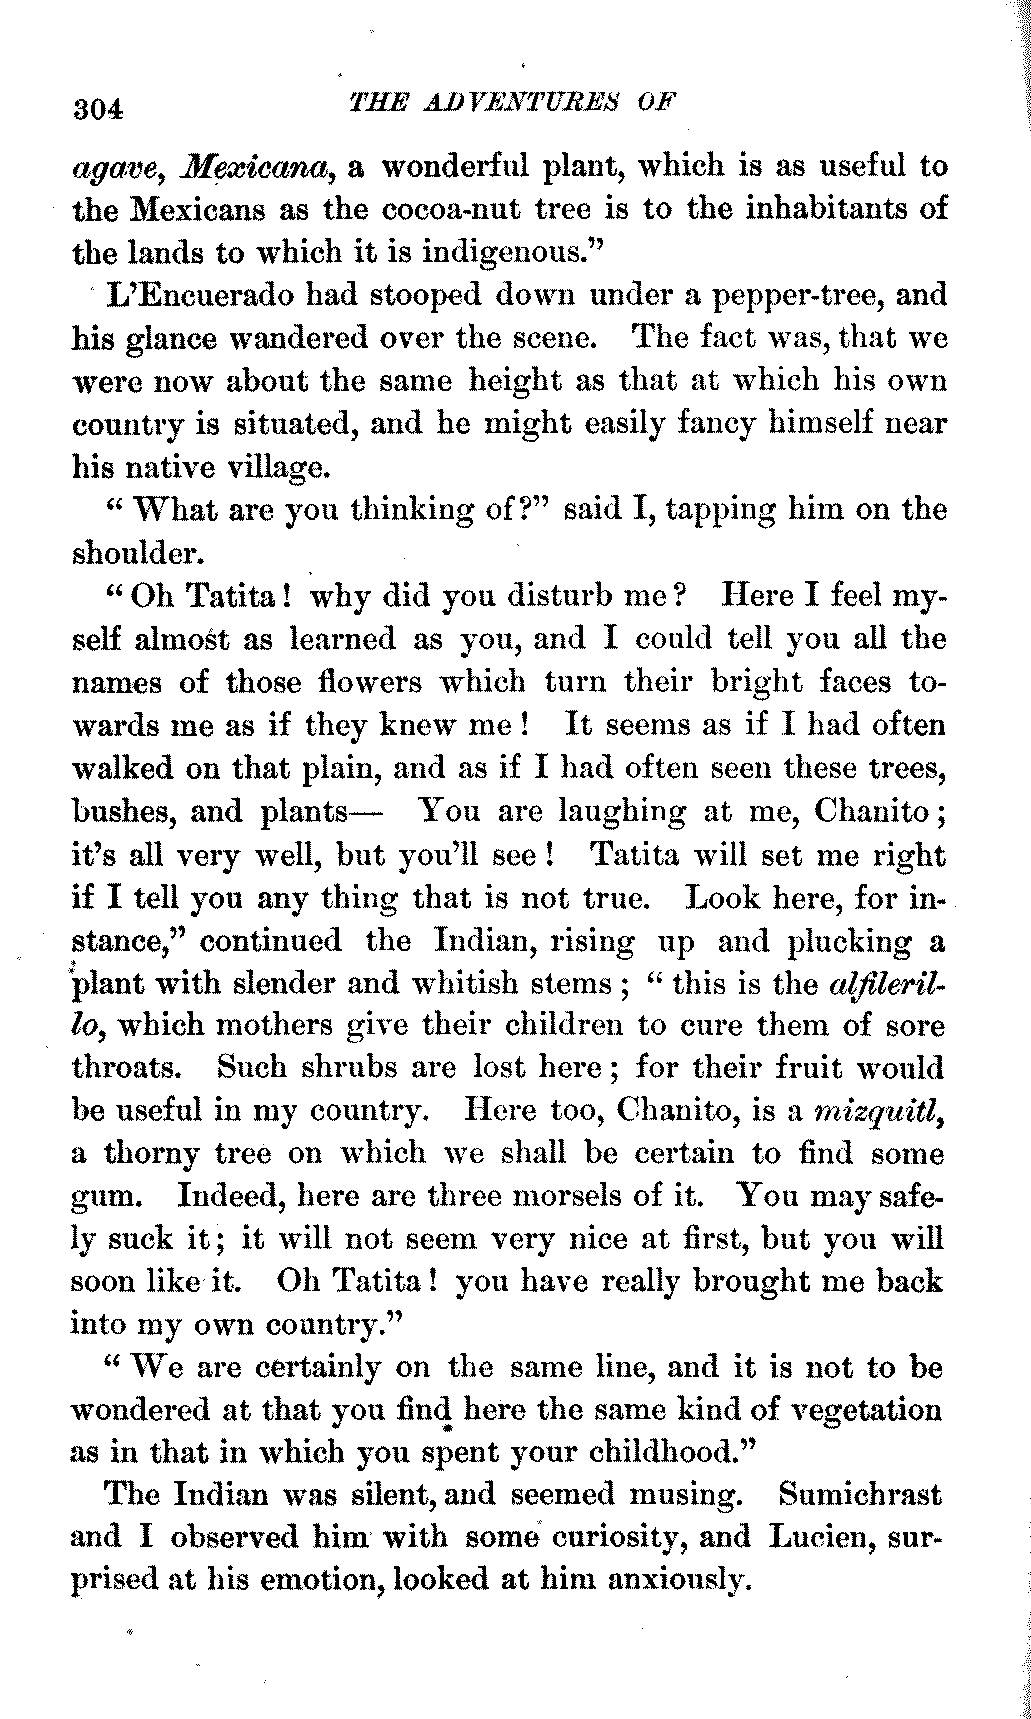 304 THE ADVENTURES OF
agave, Mexicana, a wonderful plant, which is as useful to
the Mexicans as the cocoa-nut tree is to the inhabitants of
the lands to which it is indigenous."
L'Encuerado had stooped down under a pepper-tree, and
his glance wandered over the scene. The fact was, that we
were now about the same height as that at which his own
country is situated, and he might easily fancy himself near
his native village.
"What are you thinking of?" said I, tapping him on the
shoulder.
"Oh Tatita! why did you disturb me? Here I feel my-
self almost as learned as you, and I could tell you all the
names of those flowers which turn their bright faces to-
wards me as if they knew me! It seems as if I had often
walked on that plain, and as if I had often seen these trees,
bushes, and plants— You are laughing at me, Chanito;
it's all very well, but you'll see! Tatita will set me right
if I tell you any thing that is not true. Look here, for in-
stance," continued the Indian, rising up and plucking a
plant with slender and whitish stems; "this is the alfileril-
lo, which mothers give their children to cure them of sore
throats. Such shrubs are lost here; for their fruit would
be useful in my country. Here too, Chanito, is a mizquitl,
a thorny tree on which we shall be certain to find some
gum. Indeed, here are three morsels of it. You may safe-
ly suck it; it will not seem very nice at first, but you will
soon like it. Oh Tatita! you have really brought me back
into my own country."
"We are certainly on the same line, and it is not to be
wondered at that you find here the same kind of vegetation
as in that in which you spent your childhood."
The Indian was silent, and seemed musing. Sumichrast
and I observed him with some curiosity, and Lucien, sur-
prised at his emotion, looked at him anxiously.